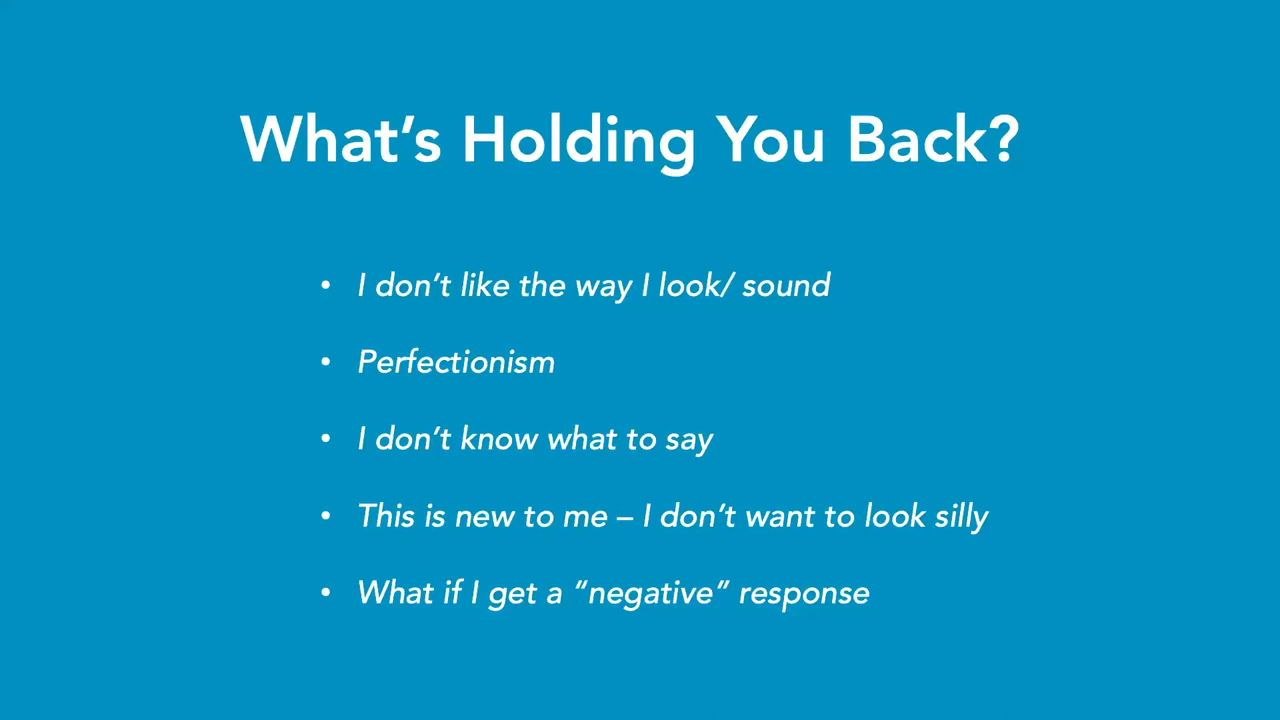 What’s Holding You Back?
• I don’t like the way I look/ sound
• Perfectionism
• I don’t know what to say
• This is new to me – I don’t want to look silly
• What if I get a “negative” response